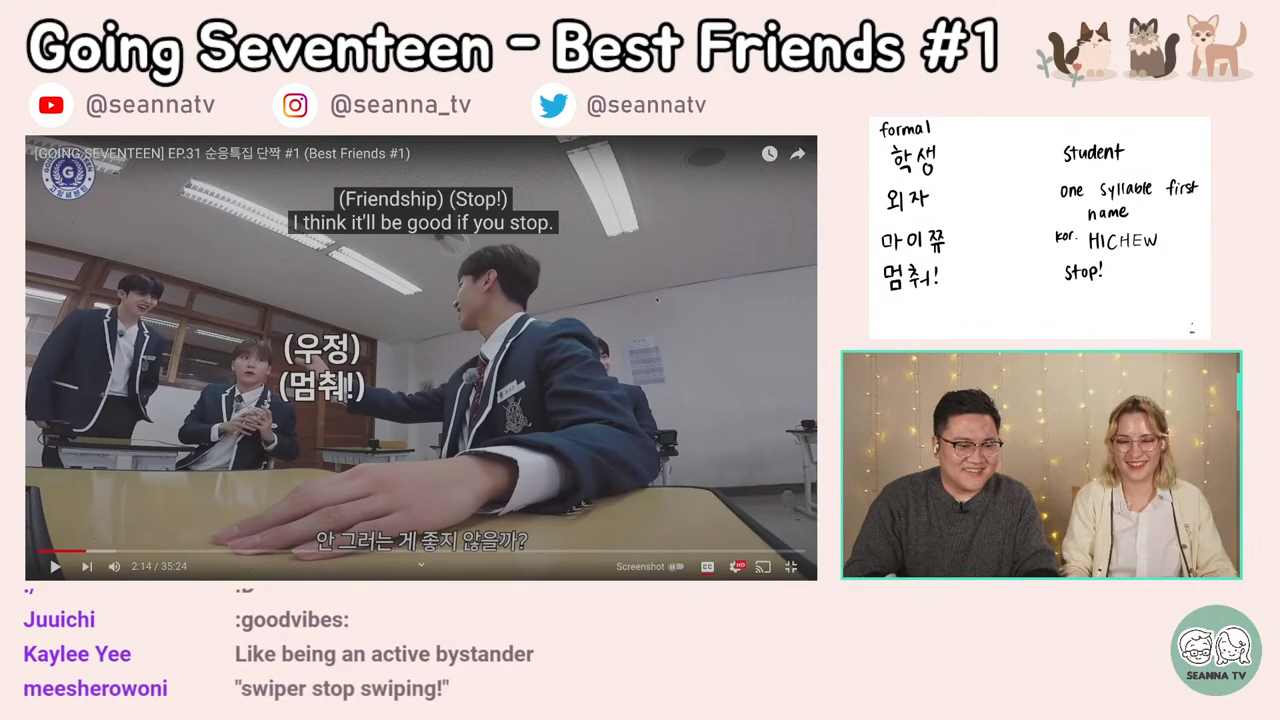 Going Seventeen - Best Friends #1
@seannatv
@seanna_tv
@seannatv
[GOING SEVENTEEN] EP.31 순응특집 단짝 #1 (Best Friends #1)
(Friendship) (Stop!)
I think it'll be good if you stop.
(우정)
(멈춰!)
안 그러는 게 좋지 않을까?
2:14 / 35:24
Screenshot
CC
HD
formal
학생 student
외자 one syllable first name
마이쮸 kor. HICHEW
멈춰! stop!
Juuichi :goodvibes:
Kaylee Yee Like being an active bystander
meesherowoni "swiper stop swiping!"
SEANNA TV